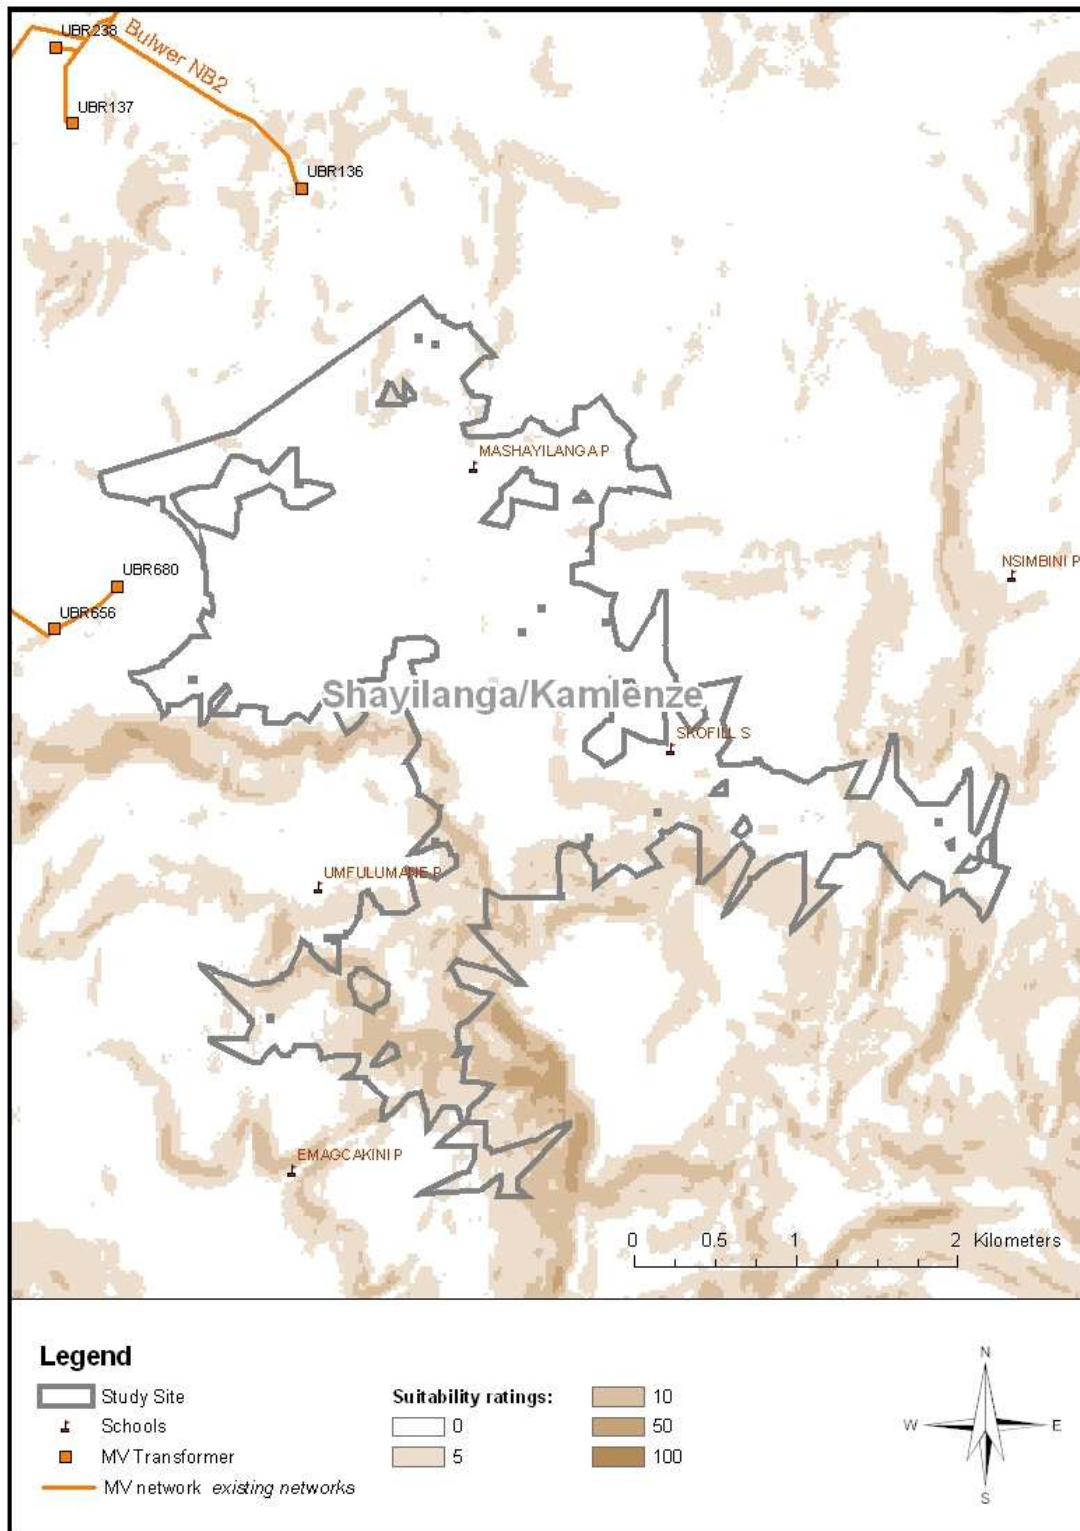 UBR238
Bulwer NB2
UBR137
UBR136
MASHAYILANGA P
UBR680
NSIMBINI P
UBR656
Shayilanga/Kamlenze
SKOFILL S
UMFULUMANE P
EMAGCAKINI P
0 0.5 1 2 Kilometers
Legend
Study Site
Schools
MV Transformer
MV network existing networks
Suitability ratings:
0
5
10
50
100
N
W E
S